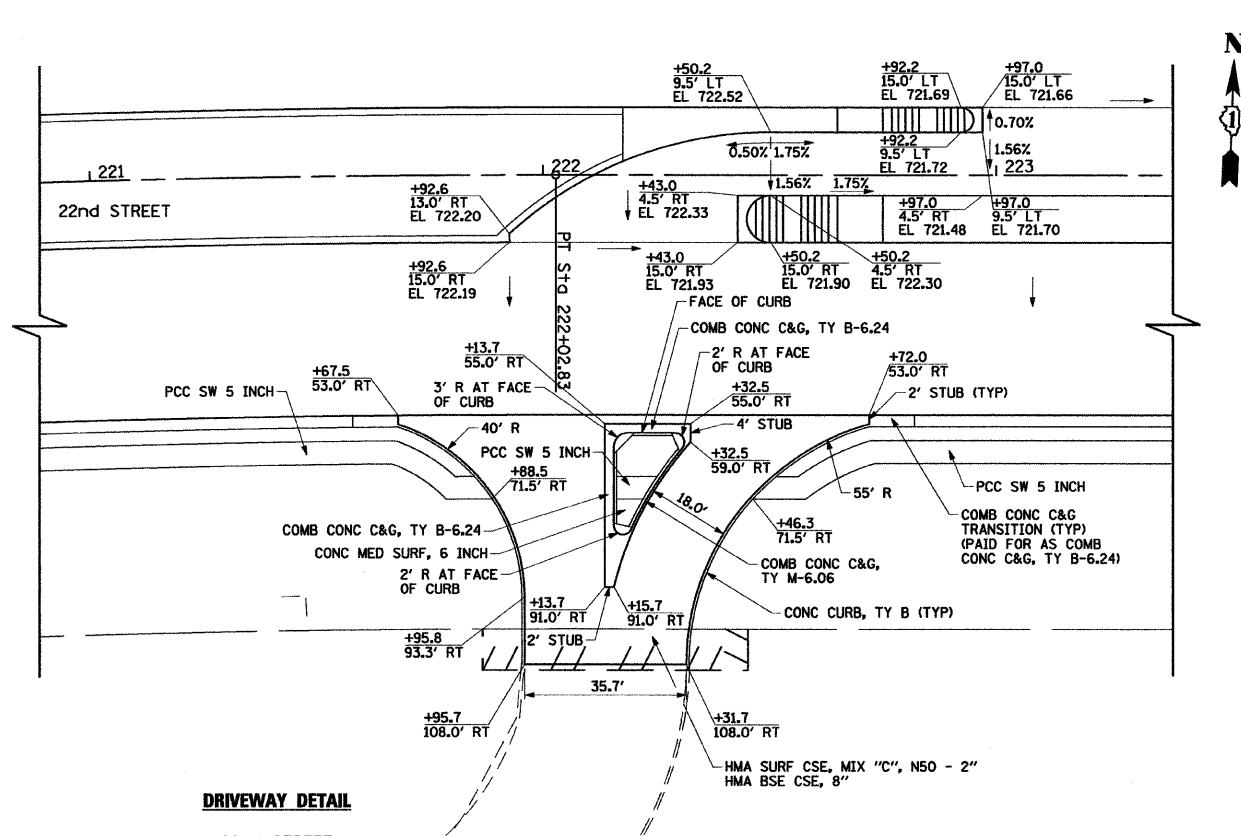 N
1
+50.2
9.5' LT
EL 722.52
+92.2
15.0' LT
EL 721.69
+97.0
15.0' LT
EL 721.66
0.70%
+92.2
9.5' LT
EL 721.72
1.56%
0.50% 1.75%
221
222
223
22nd STREET
+92.6
13.0' RT
EL 722.20
+43.0
4.5' RT
EL 722.33
1.56%
1.75%
+97.0
4.5' RT
EL 721.48
+97.0
9.5' LT
EL 721.70
+92.6
15.0' RT
EL 722.19
PT Sta 222+02.83
+43.0
15.0' RT
EL 721.93
+50.2
15.0' RT
EL 721.90
+50.2
4.5' RT
EL 722.30
FACE OF CURB
COMB CONC C&G, TY B-6.24
+13.7
55.0' RT
2' R AT FACE
OF CURB
+67.5
53.0' RT
+72.0
53.0' RT
PCC SW 5 INCH
3' R AT FACE
OF CURB
+32.5
55.0' RT
2' STUB (TYP)
40' R
4' STUB
PCC SW 5 INCH
+32.5
59.0' RT
+88.5
71.5' RT
18.0'
55' R
PCC SW 5 INCH
COMB CONC C&G, TY B-6.24
+46.3
71.5' RT
COMB CONC C&G
TRANSITION (TYP)
(PAID FOR AS COMB
CONC C&G, TY B-6.24)
CONC MED SURF, 6 INCH
COMB CONC C&G,
TY M-6.06
2' R AT FACE
OF CURB
+13.7
91.0' RT
+15.7
91.0' RT
CONC CURB, TY B (TYP)
+95.8
93.3' RT
2' STUB
35.7'
+95.7
108.0' RT
+31.7
108.0' RT
HMA SURF CSE, MIX "C", N50 - 2"
HMA BSE CSE, 8"
DRIVEWAY DETAIL